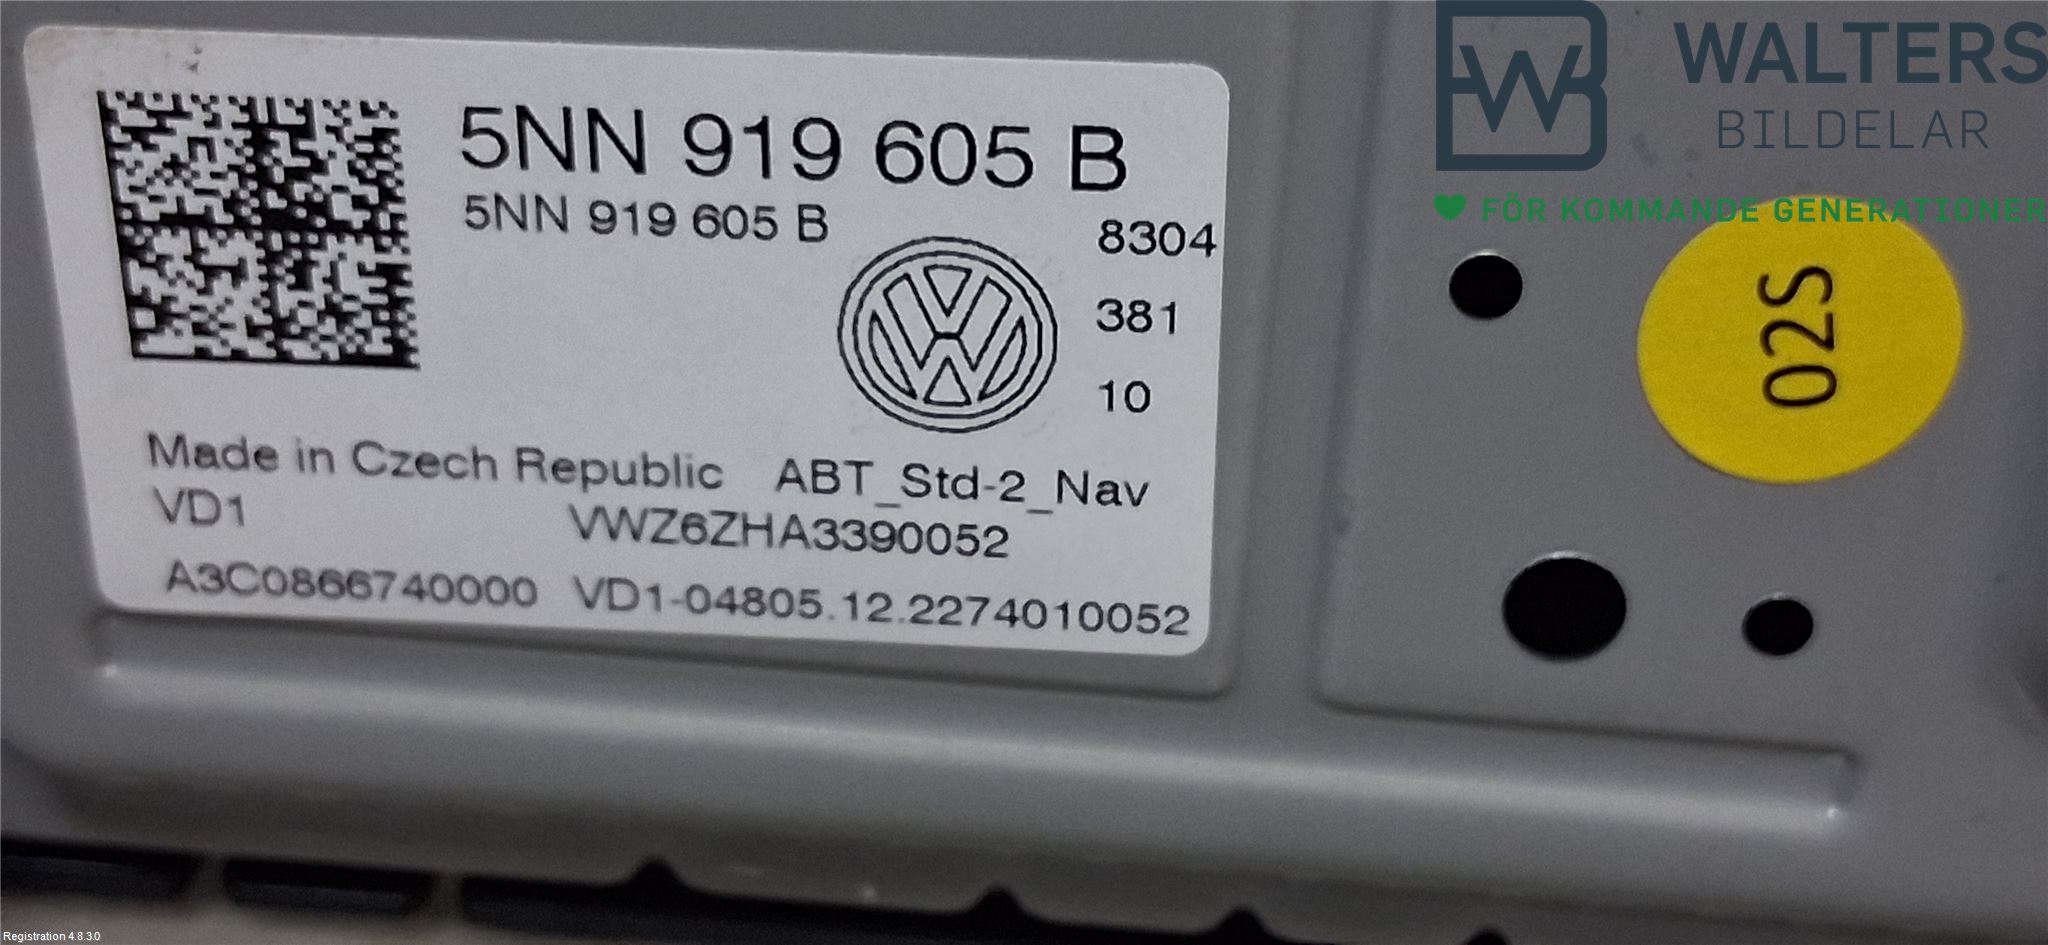 5NN 919 605 B
5NN 919 605 B
8304
381
10
Made in Czech Republic ABT_Std-2_Nav
VD1 VWZ6ZHA3390052
A3C0866740000 VD1-04805.12.2274010052
WALTERS
BILDELAR
FÖR KOMMANDE GENERATIONER
02S
Registration 4.8.3.0